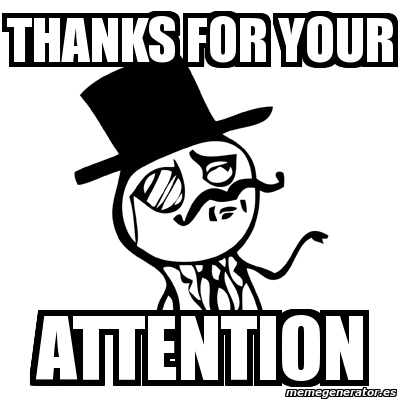 THANKS FOR YOUR
ATTENTION
memegenerator.es